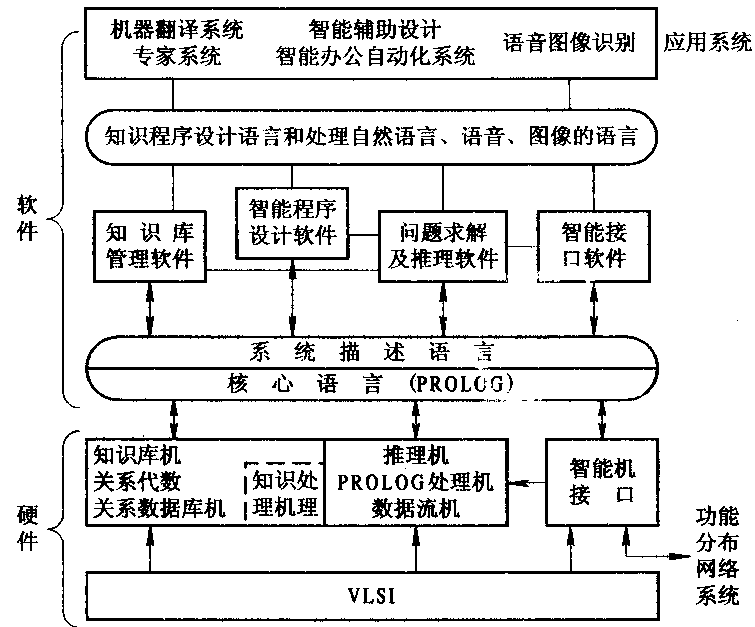 机器翻译系统
专家系统
智能辅助设计
智能办公自动化系统
语音图像识别
应用系统
知识程序设计语言和处理自然语言、语音、图像的语言
软
件
知识库
管理软件
智能程序
设计软件
问题求解
及推理软件
智能接
口软件
系统描述语言
核心语言(PROLOG)
硬
件
知识库机
关系代数
关系数据库机
知识处
理机理
推理机
PROLOG处理机
数据流机
智能机
接口
功能
分布
网络
系统
VLSI